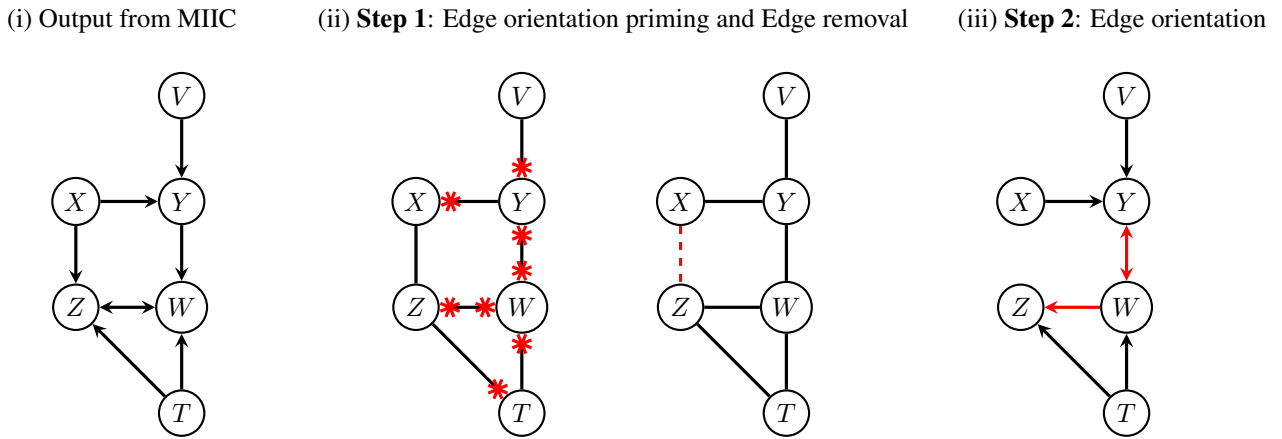 (i) Output from MIIC
(ii) Step 1: Edge orientation priming and Edge removal
(iii) Step 2: Edge orientation
V
X Y
Z W
T
V
X Y
Z W
T
V
X Y
Z W
T
V
X Y
Z W
T